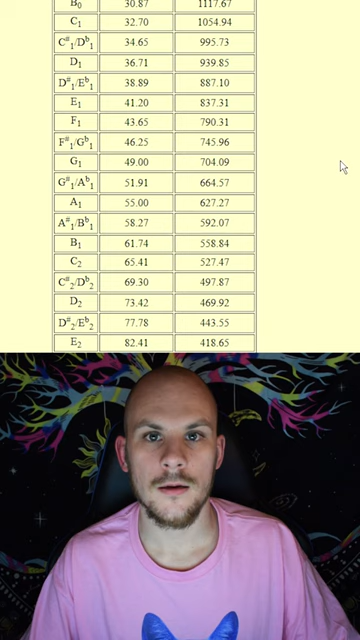 B0 30.87 1117.67
C1 32.70 1054.94
C#1/Db1 34.65 995.73
D1 36.71 939.85
D#1/Eb1 38.89 887.10
E1 41.20 837.31
F1 43.65 790.31
F#1/Gb1 46.25 745.96
G1 49.00 704.09
G#1/Ab1 51.91 664.57
A1 55.00 627.27
A#1/Bb1 58.27 592.07
B1 61.74 558.84
C2 65.41 527.47
C#2/Db2 69.30 497.87
D2 73.42 469.92
D#2/Eb2 77.78 443.55
E2 82.41 418.65